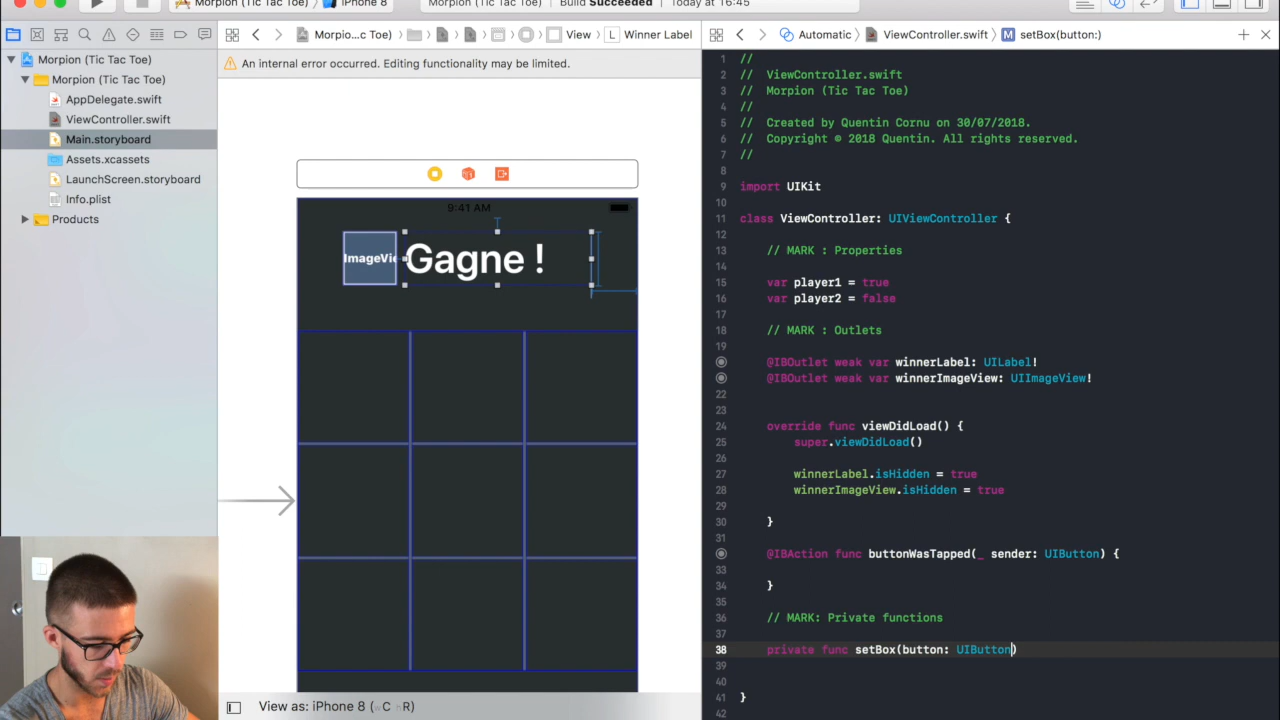 Morpion (Tic Tac Toe) iPhone 8
Morpion (Tic Tac Toe) Build Succeeded Today at 16:45
Morpio...c Toe) View L Winner Label
Automatic ViewController.swift M setBox(button:)
Morpion (Tic Tac Toe)
Morpion (Tic Tac Toe)
AppDelegate.swift
ViewController.swift
Main.storyboard
Assets.xcassets
LaunchScreen.storyboard
Info.plist
Products
An internal error occurred. Editing functionality may be limited.
9:41 AM
ImageVie
Gagne !
View as: iPhone 8 (wC hR)
1 //
2 // ViewController.swift
3 // Morpion (Tic Tac Toe)
4 //
5 // Created by Quentin Cornu on 30/07/2018.
6 // Copyright © 2018 Quentin. All rights reserved.
7 //
8
9 import UIKit
10
11 class ViewController: UIViewController {
12
13 // MARK : Properties
14
15 var player1 = true
16 var player2 = false
17
18 // MARK : Outlets
19
@IBOutlet weak var winnerLabel: UILabel!
@IBOutlet weak var winnerImageView: UIImageView!
22
23
24 override func viewDidLoad() {
25 super.viewDidLoad()
26
27 winnerLabel.isHidden = true
28 winnerImageView.isHidden = true
29
30 }
31
@IBAction func buttonWasTapped(_ sender: UIButton) {
33
34 }
35
36 // MARK: Private functions
37
38 private func setBox(button: UIButton)
39
40
41 }
42